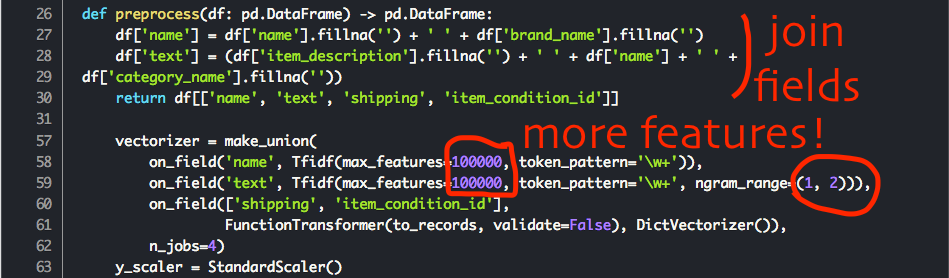 26 def preprocess(df: pd.DataFrame) -> pd.DataFrame:
27 df['name'] = df['name'].fillna('') + ' ' + df['brand_name'].fillna('')
28 df['text'] = (df['item_description'].fillna('') + ' ' + df['name'] + ' ' +
29 df['category_name'].fillna(''))
30 return df[['name', 'text', 'shipping', 'item_condition_id']]
31
join
fields
more features!
57 vectorizer = make_union(
58 on_field('name', Tfidf(max_features=100000, token_pattern='\w+')),
59 on_field('text', Tfidf(max_features=100000, token_pattern='\w+', ngram_range=(1, 2))),
60 on_field(['shipping', 'item_condition_id'],
61 FunctionTransformer(to_records, validate=False), DictVectorizer()),
62 n_jobs=4)
63 y_scaler = StandardScaler()